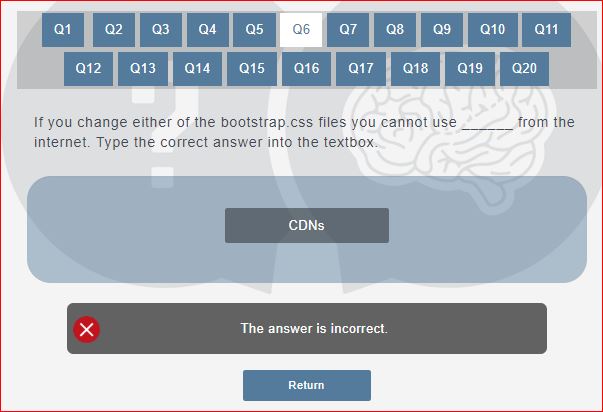 Q1 Q2 Q3 Q4 Q5 Q6 Q7 Q8 Q9 Q10 Q11
Q12 Q13 Q14 Q15 Q16 Q17 Q18 Q19 Q20
If you change either of the bootstrap.css files you cannot use ______ from the
internet. Type the correct answer into the textbox.
CDNs
The answer is incorrect.
Return